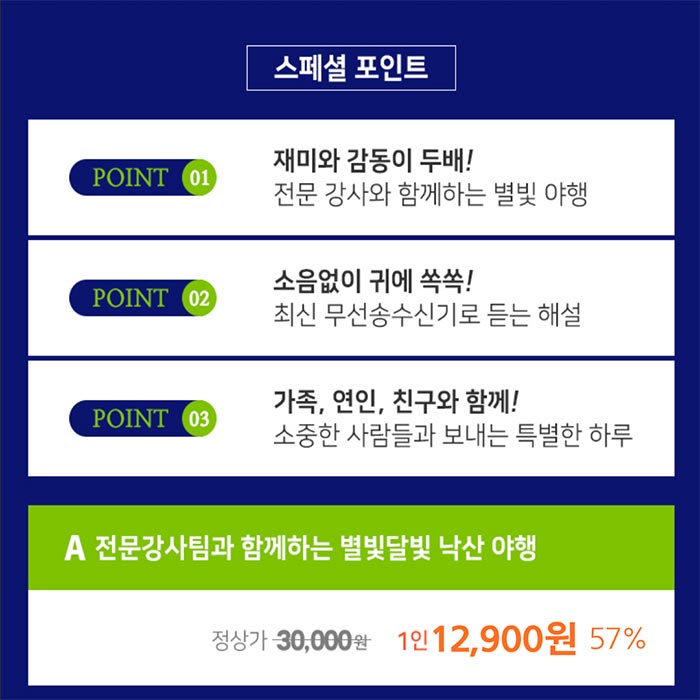 스페셜 포인트
POINT 01
재미와 감동이 두배!
전문 강사와 함께하는 별빛 야행
POINT 02
소음없이 귀에 쏙쏙!
최신 무선송수신기로 듣는 해설
POINT 03
가족, 연인, 친구와 함께!
소중한 사람들과 보내는 특별한 하루
A 전문강사팀과 함께하는 별빛달빛 낙산 야행
정상가 30,000원 1인 12,900원 57%